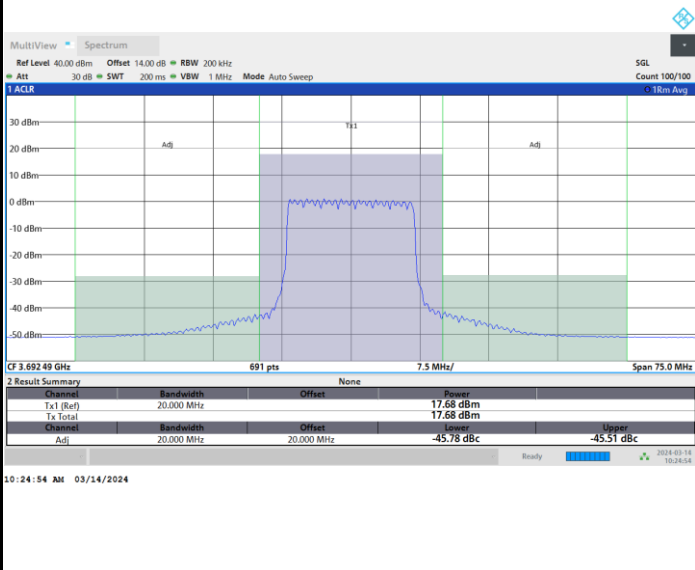 MultiView Spectrum
Ref Level 40.00 dBm Offset 14.00 dB RBW 200 kHz SGL
Att 30 dB SWT 200 ms VBW 1 MHz Mode Auto Sweep Count 100/100
1 ACLR 1Rm Avg
30 dBm
Tx1
20 dBm
Adj Adj
10 dBm
0 dBm
-10 dBm
-20 dBm
-30 dBm
-40 dBm
-50 dBm
CF 3.692 49 GHz 691 pts 7.5 MHz/ Span 75.0 MHz
2 Result Summary None
Channel Bandwidth Offset Power
Tx1 (Ref) 20.000 MHz 17.68 dBm
Tx Total 17.68 dBm
Channel Bandwidth Offset Lower Upper
Adj 20.000 MHz 20.000 MHz -45.78 dBc -45.51 dBc
Ready 2024-03-14
10:24:54
10:24:54 AM 03/14/2024